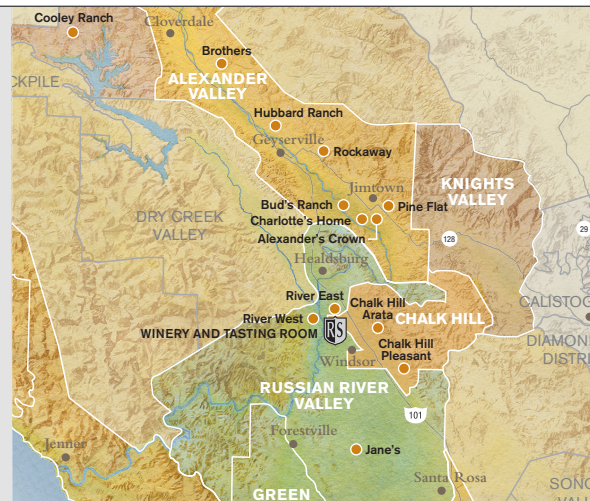 Cooley Ranch
Cloverdale
Brothers
CKPILE
ALEXANDER
VALLEY
Hubbard Ranch
Geyserville
Rockaway
Jimtown
KNIGHTS
VALLEY
Bud's Ranch
Pine Flat
Charlotte's Home
Alexander's Crown
DRY CREEK
VALLEY
128
29
Healdsburg
River East
Chalk Hill
Arata
CALISTOG
River West
CHALK HILL
WINERY AND TASTING ROOM
RS
Chalk Hill
Pleasant
DIAMON
DISTRI
Windsor
RUSSIAN RIVER
VALLEY
101
Forestville
Jenner
Jane's
Santa Rosa
SONO
VALL
GREEN